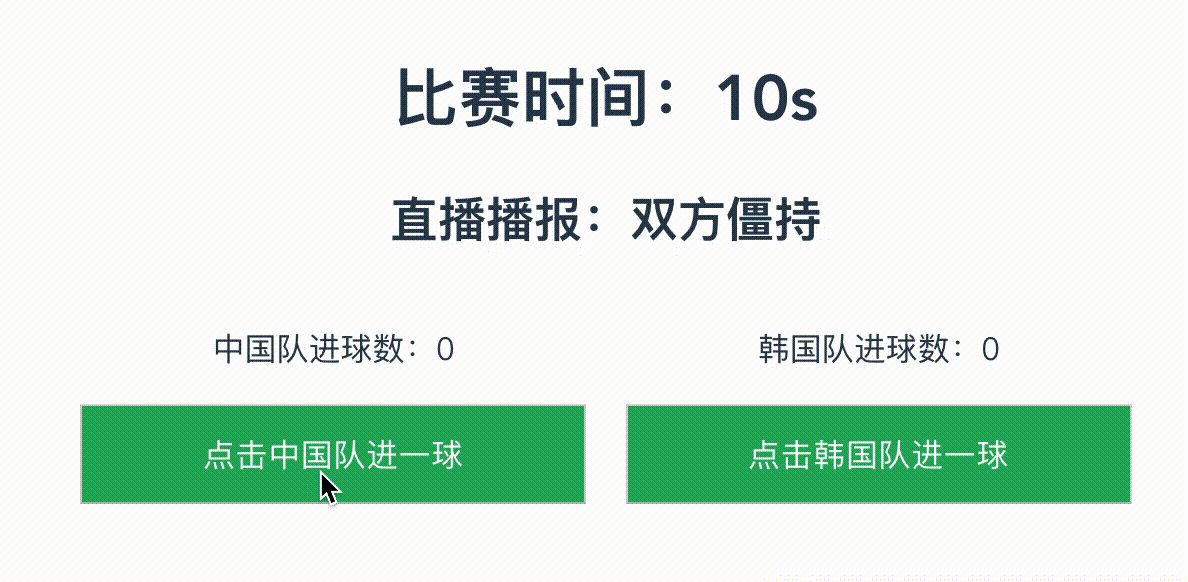 比赛时间：10s
直播播报：双方僵持
中国队进球数：0
韩国队进球数：0
点击中国队进一球
点击韩国队进一球